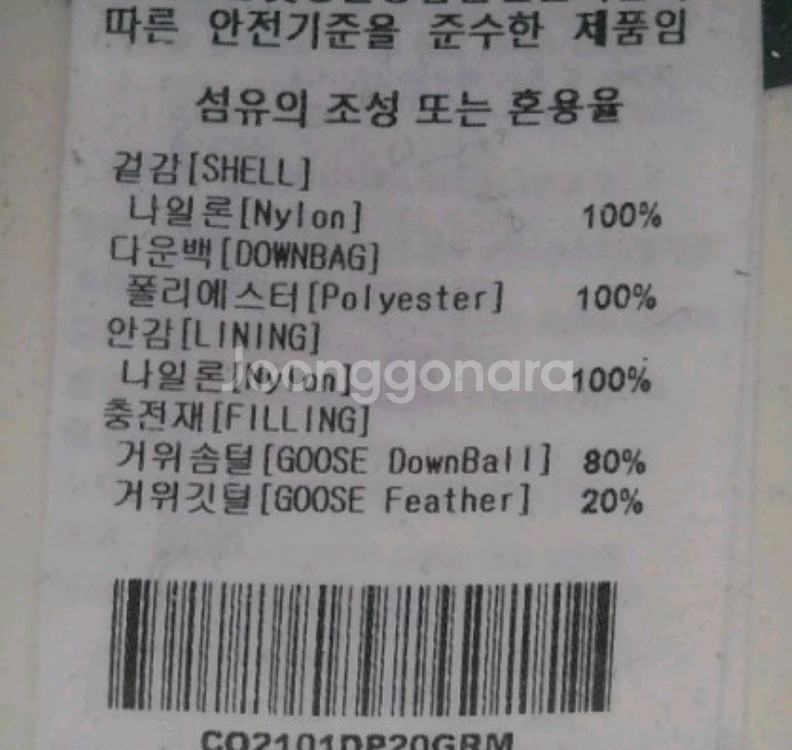 따른 안전기준을 준수한 제품임
섬유의 조성 또는 혼용율
겉감[SHELL]
나일론[Nylon] 100%
다운백[DOWNBAG]
폴리에스터[Polyester] 100%
안감[LINING]
나일론[Nylon] 100%
Joonggonara
충전재[FILLING]
거위솜털[GOOSE DownBall] 80%
거위깃털[GOOSE Feather] 20%
CO2101DP20GRM